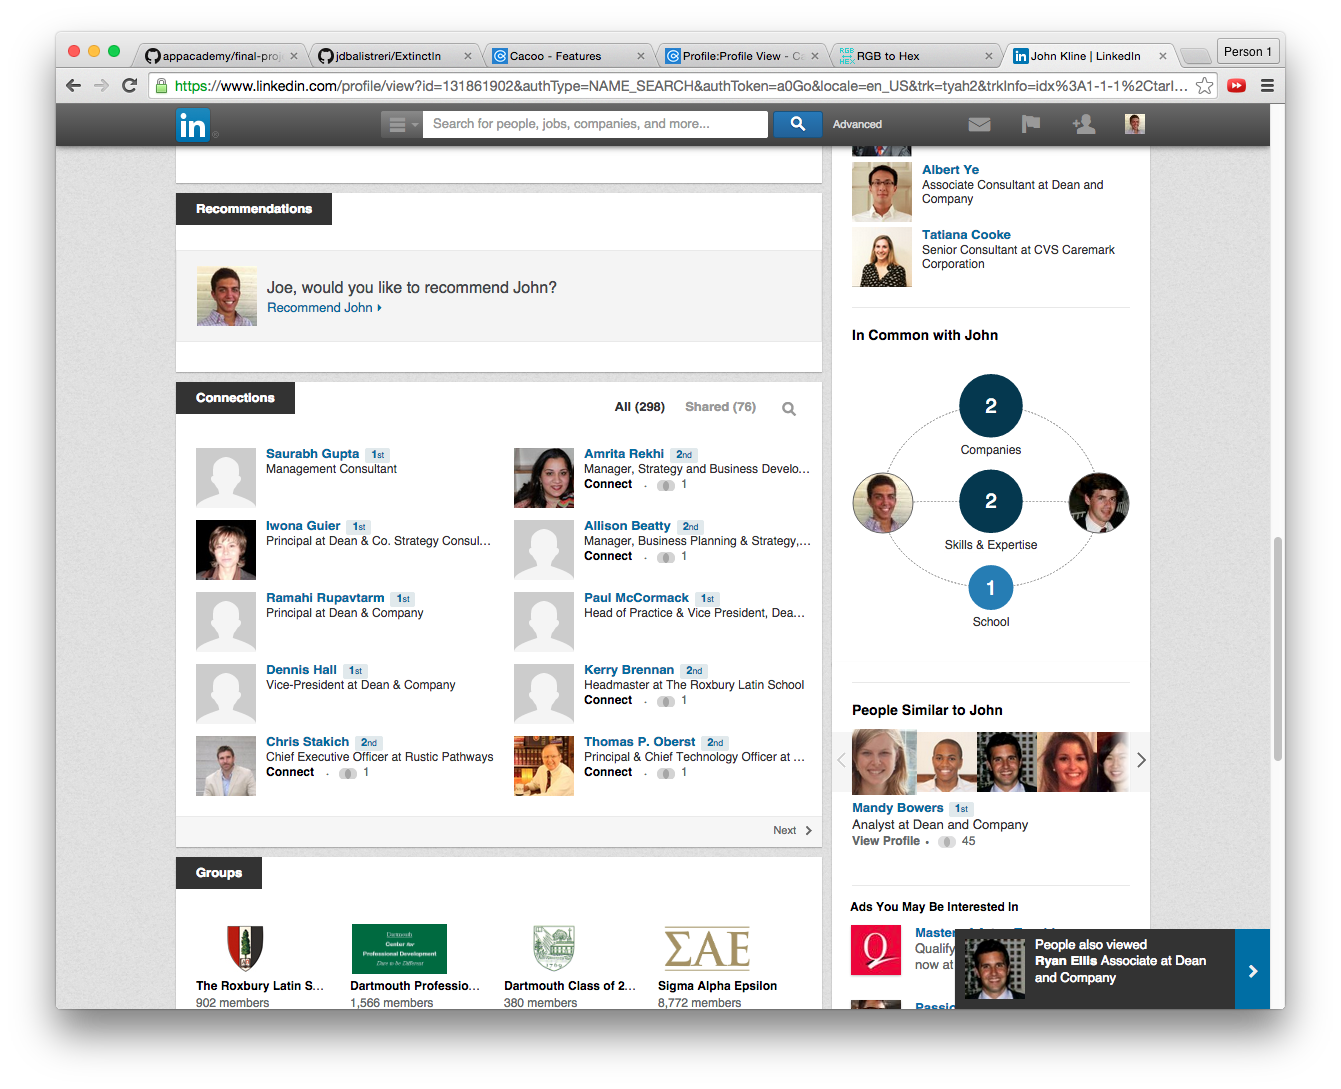 appacademy/final-proj
jdbalistreri/ExtinctIn
Cacoo - Features
Profile:Profile View - C
RGB to Hex
John Kline | LinkedIn
Person 1
https://www.linkedin.com/profile/view?id=131861902&authType=NAME_SEARCH&authToken=a0Go&locale=en_US&trk=tyah2&trkInfo=idx%3A1-1-1%2CtarI...
in
Search for people, jobs, companies, and more...
Advanced
Recommendations
Joe, would you like to recommend John?
Recommend John
Connections
All (298)
Shared (76)
Saurabh Gupta 1st
Management Consultant
Amrita Rekhi 2nd
Manager, Strategy and Business Develo...
Connect · 1
Iwona Guier 1st
Principal at Dean & Co. Strategy Consul...
Allison Beatty 2nd
Manager, Business Planning & Strategy,...
Connect · 1
Ramahi Rupavtarm 1st
Principal at Dean & Company
Paul McCormack 1st
Head of Practice & Vice President, Dea...
Dennis Hall 1st
Vice-President at Dean & Company
Kerry Brennan 2nd
Headmaster at The Roxbury Latin School
Connect · 1
Chris Stakich 2nd
Chief Executive Officer at Rustic Pathways
Connect · 1
Thomas P. Oberst 2nd
Principal & Chief Technology Officer at ...
Connect · 1
Next
Groups
Dartmouth
Center for
Professional Development
Dare to be Different
1769
ΣΑΕ
The Roxbury Latin S...
902 members
Dartmouth Professio...
1,566 members
Dartmouth Class of 2...
380 members
Sigma Alpha Epsilon
8,772 members
Albert Ye
Associate Consultant at Dean and
Company
Tatiana Cooke
Senior Consultant at CVS Caremark
Corporation
In Common with John
2
Companies
2
Skills & Expertise
1
School
People Similar to John
Mandy Bowers 1st
Analyst at Dean and Company
View Profile · 45
Ads You May Be Interested In
Q
Master
Qualify
now at
Passio
People also viewed
Ryan Ellis Associate at Dean
and Company